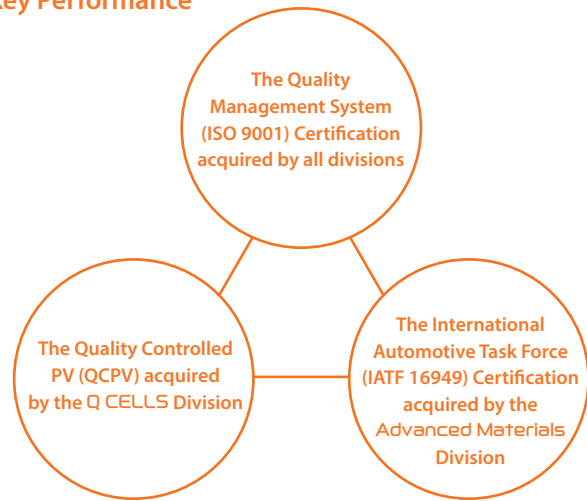 Key Performance
The Quality
Management System
(ISO 9001) Certification
acquired by all divisions
The Quality Controlled
PV (QCPV) acquired
by the Q CELLS Division
The International
Automotive Task Force
(IATF 16949) Certification
acquired by the
Advanced Materials
Division